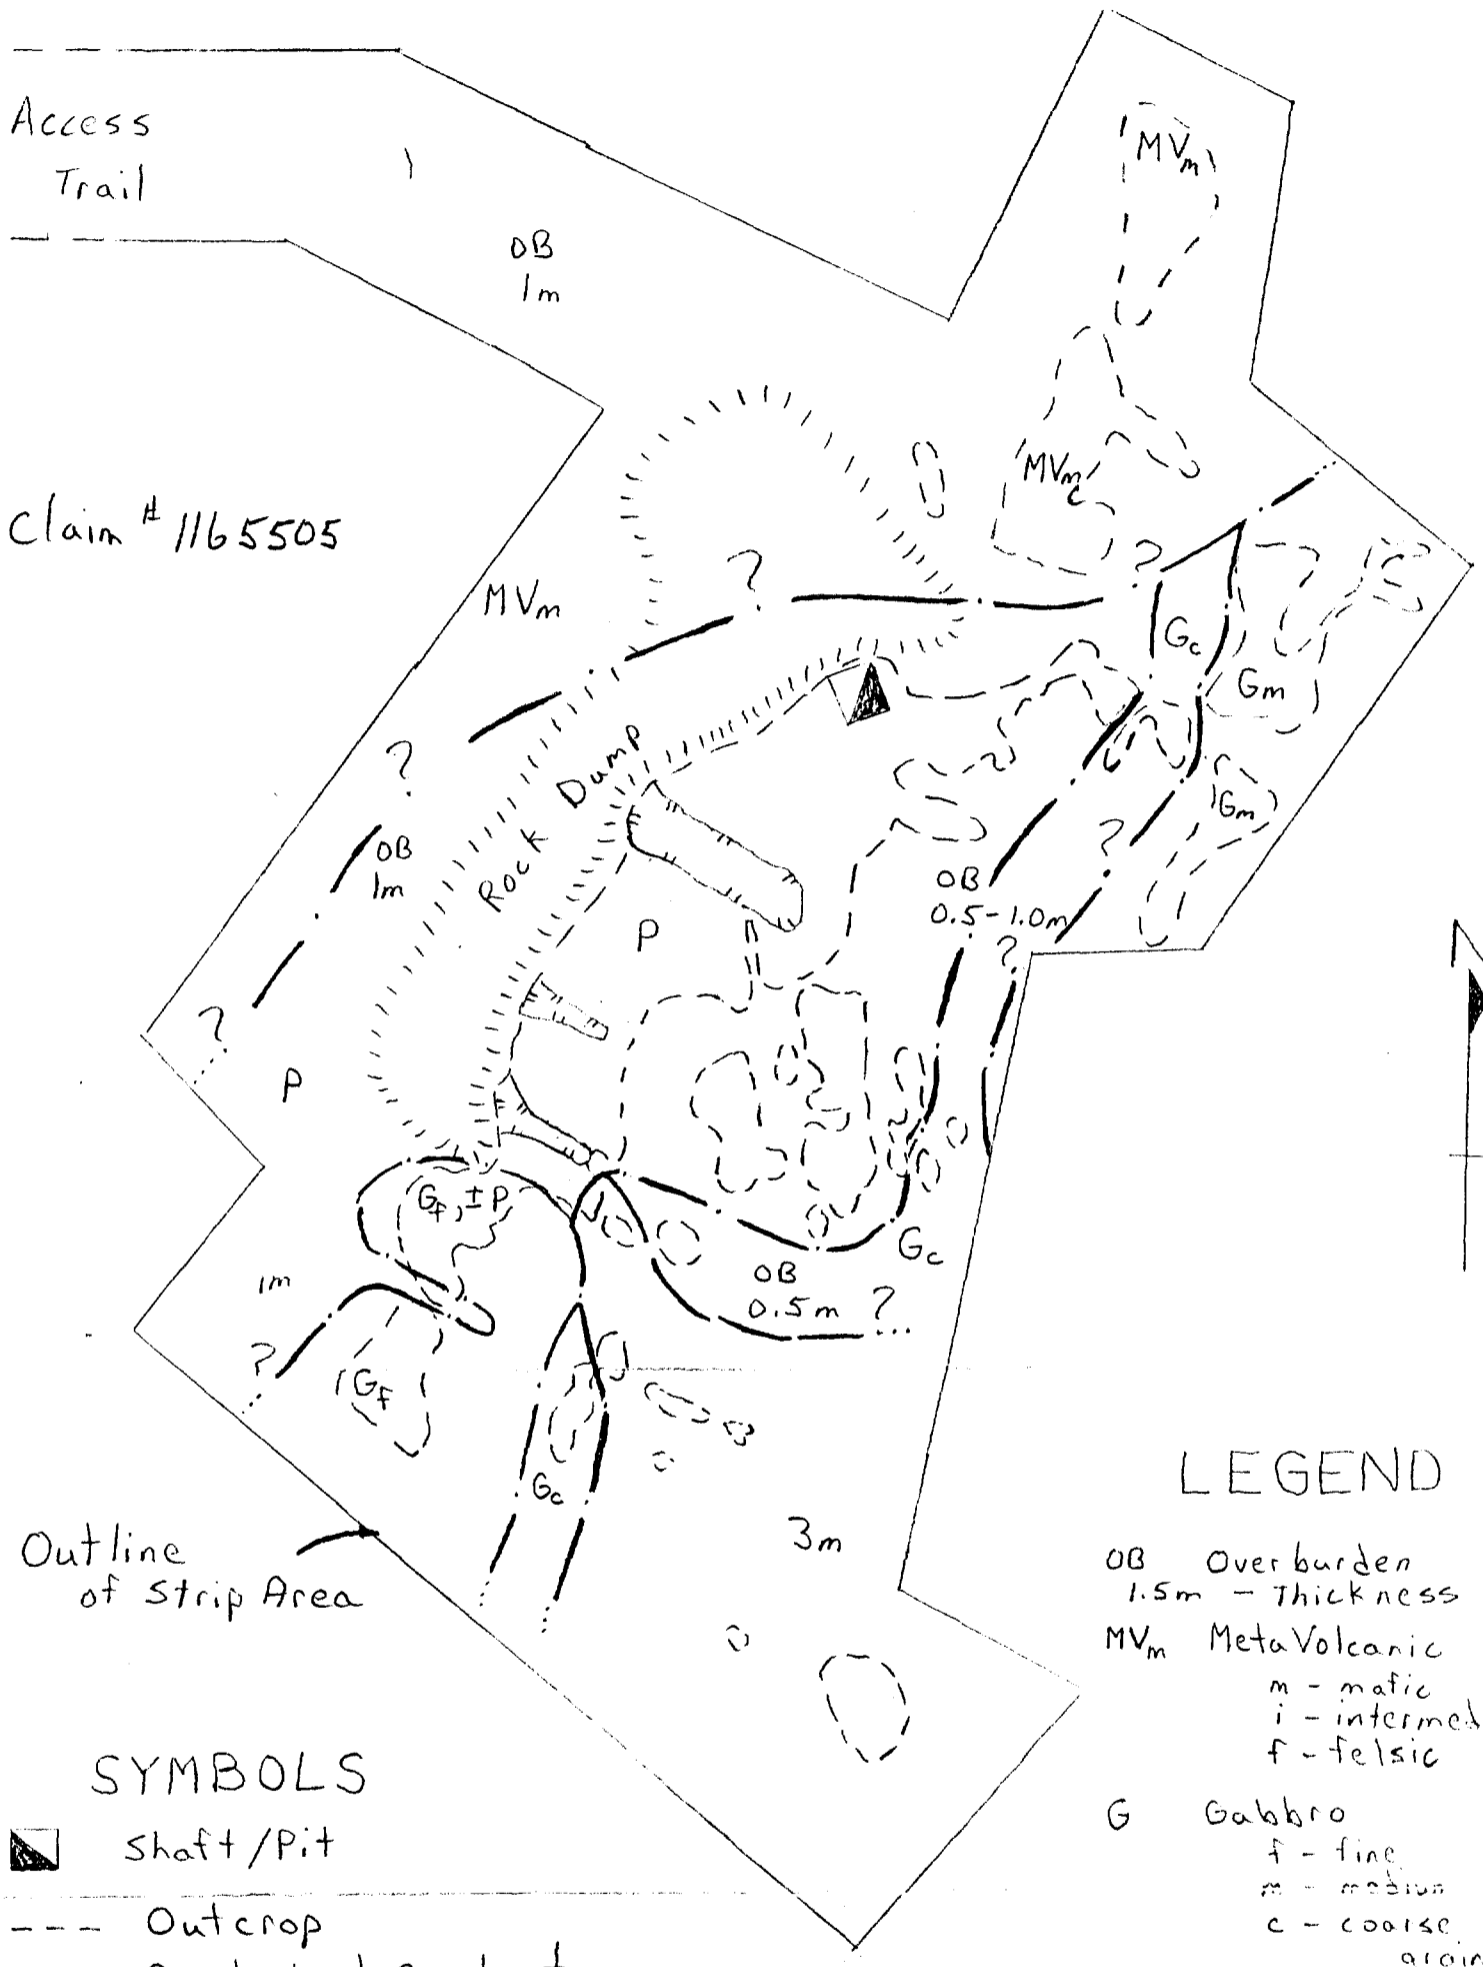 Access
Trail
OB
1m
MVm
Claim # 1165505
MVm
c
MVm
?
?
Gc
Gm
?
Rock Dump
OB
1m
Gm
?
OB
0.5-1.0m
P
?
N
?
P
Gf, ±P
Gc
1m
OB
0.5m ?
?
Gf
Gc
3m
Outline
of Strip Area
LEGEND
OB Overburden
1.5m - Thickness
MVm MetaVolcanic
m - mafic
i - intermed
f - felsic
G Gabbro
f - fine
m - medium
c - coarse
SYMBOLS
Shaft/Pit
--- Outcrop